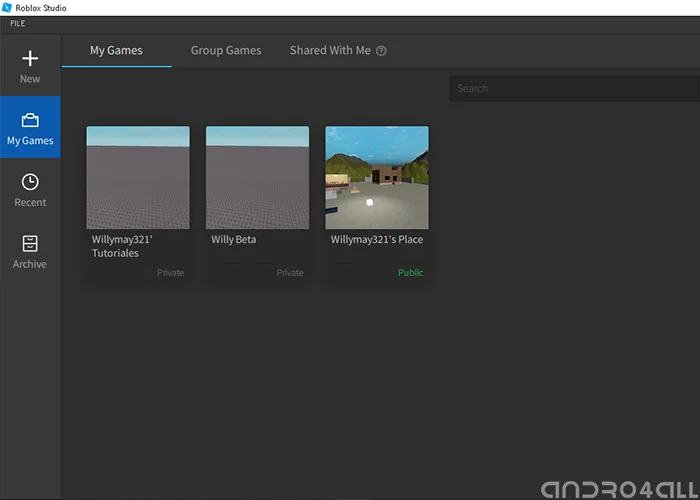 Roblox Studio
FILE
New
My Games
Recent
Archive
My Games Group Games Shared With Me ?
Search
Willymay321'
Tutoriales
Private
Willy Beta
Private
Willymay321's Place
Public
ANDRO4ALL